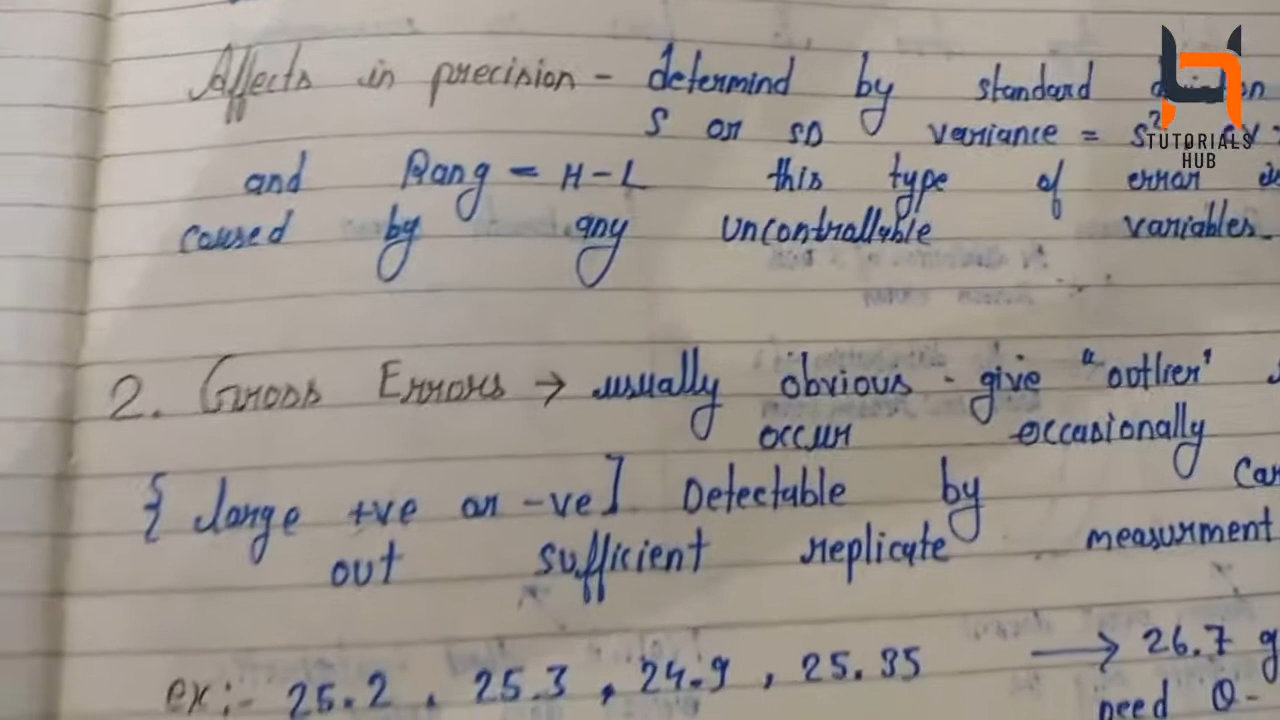 Affects in precision - determind by standard
S or SD variance = S²
and Rang = H-L this type of error
caused by any uncontrollable variables.
2. Gross Errors → usually obvious - give "outlier"
occur occasionally
{ large +ve or -ve] Detectable by
out sufficient replicate measurment
ex:- 25.2 , 25.3 , 24.9 , 25.35 → 26.7
need Q-
TUTORIALS
HUB